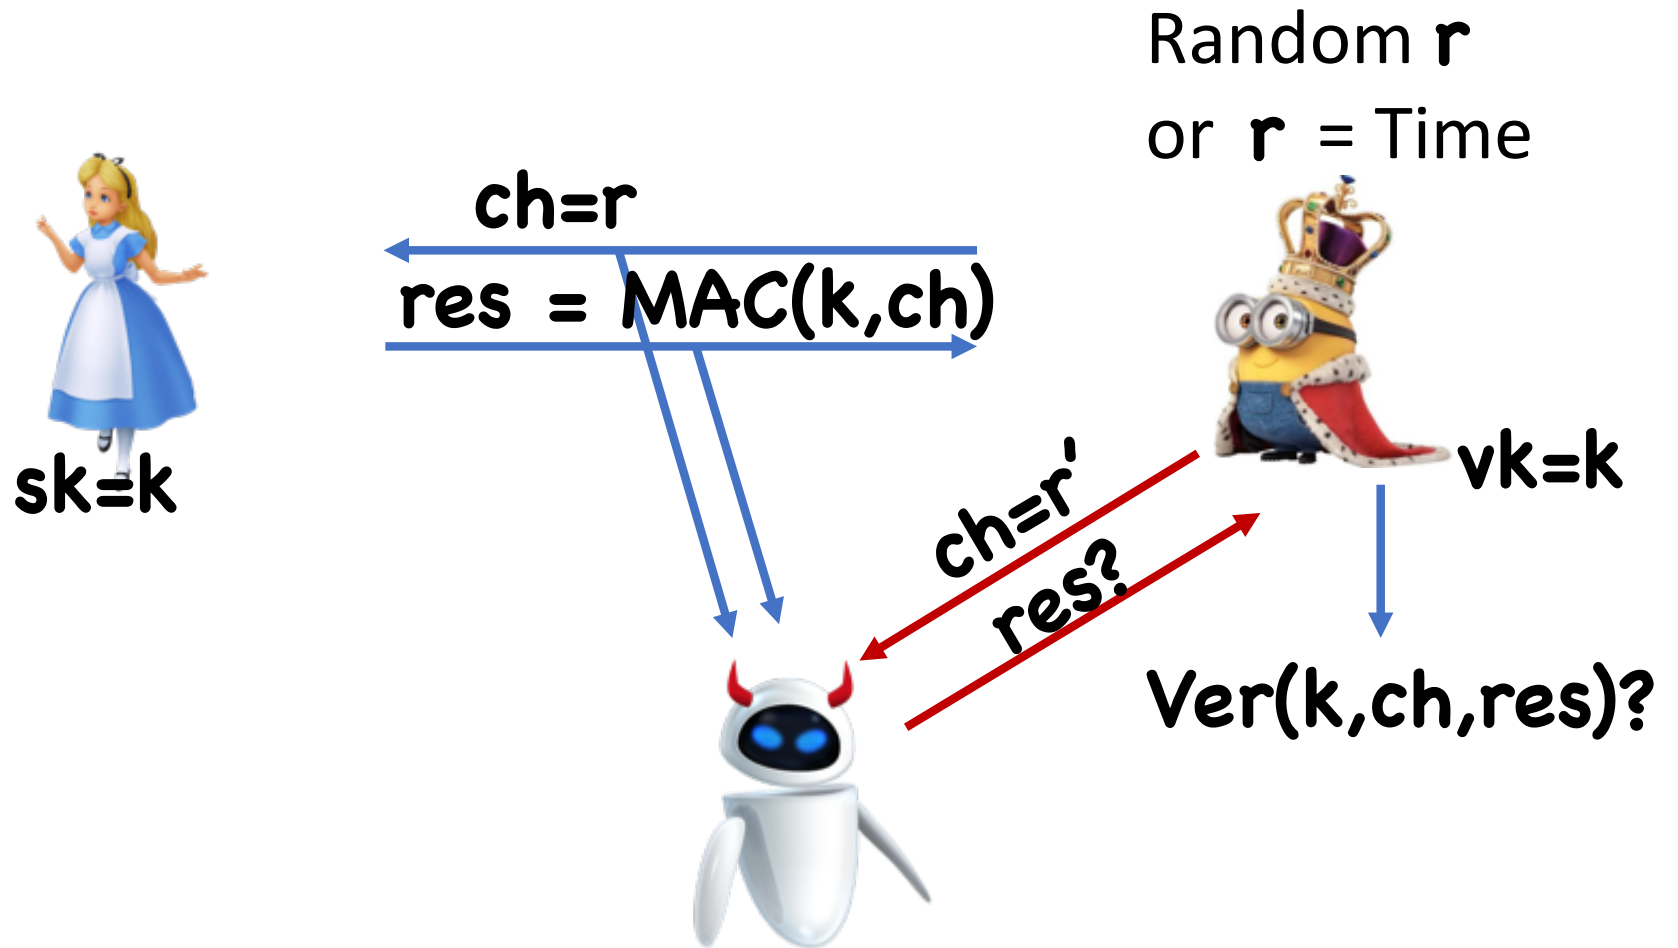 Random r
or r = Time
ch=r
res = MAC(k,ch)
sk=k
vk=k
ch=r'
res?
Ver(k,ch,res)?